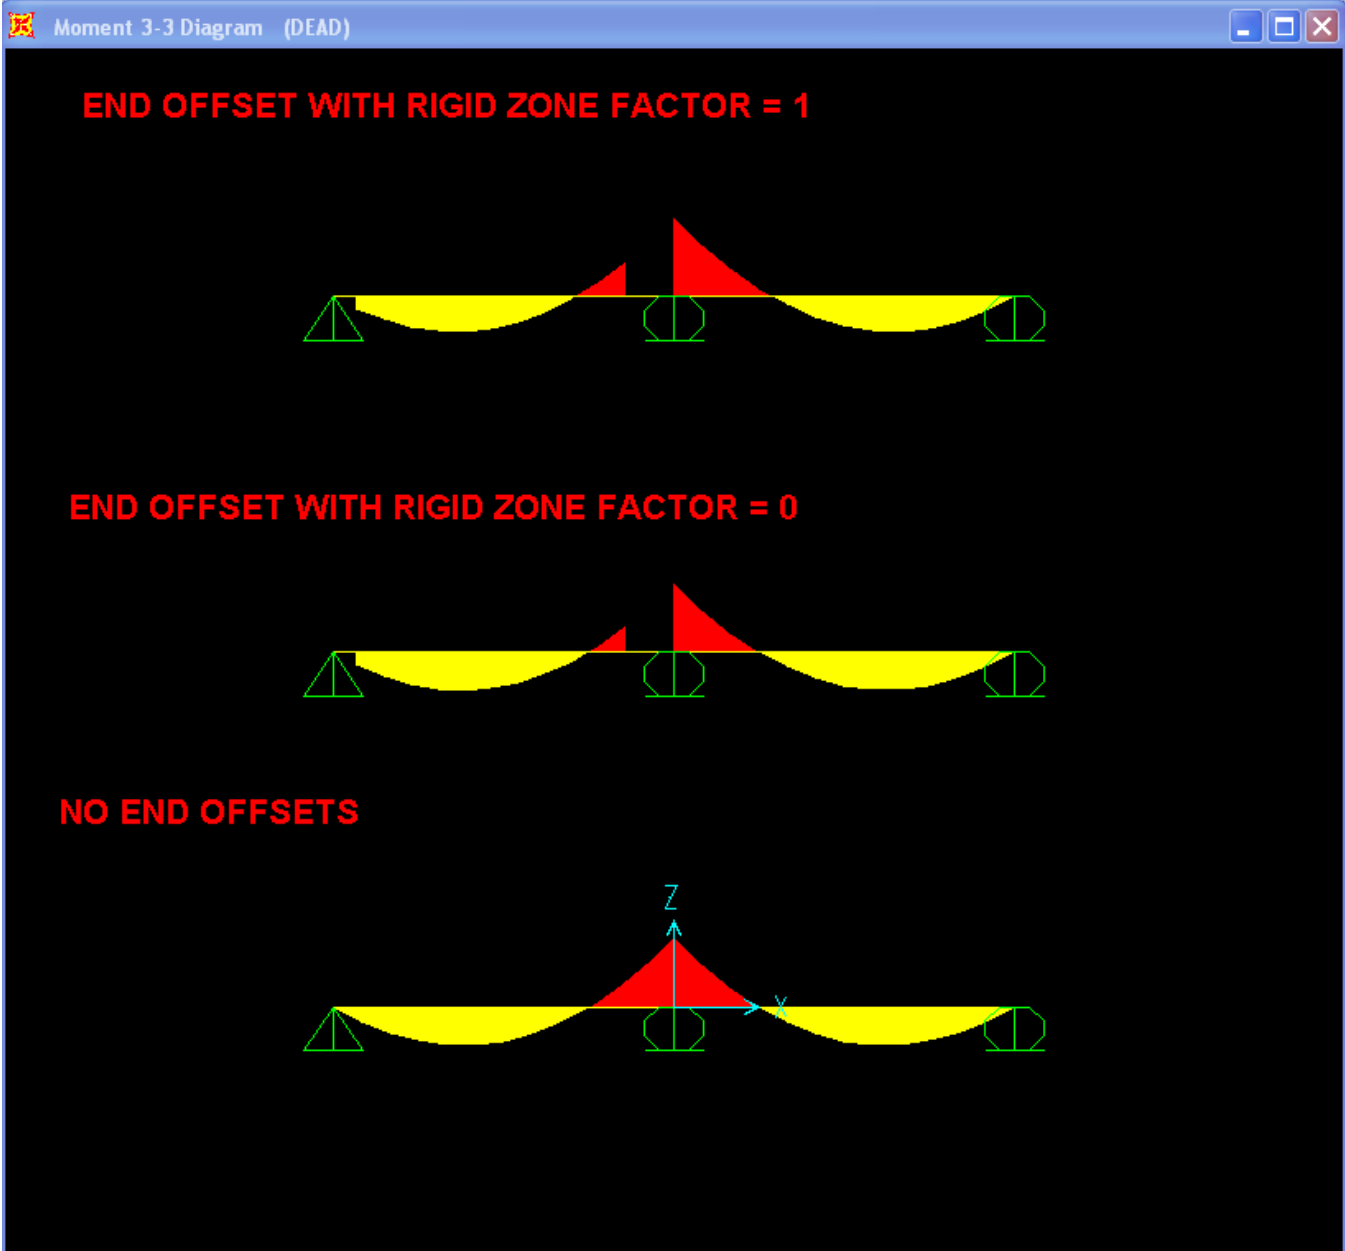 Moment 3-3 Diagram (DEAD)
END OFFSET WITH RIGID ZONE FACTOR = 1
END OFFSET WITH RIGID ZONE FACTOR = 0
NO END OFFSETS
Z
X